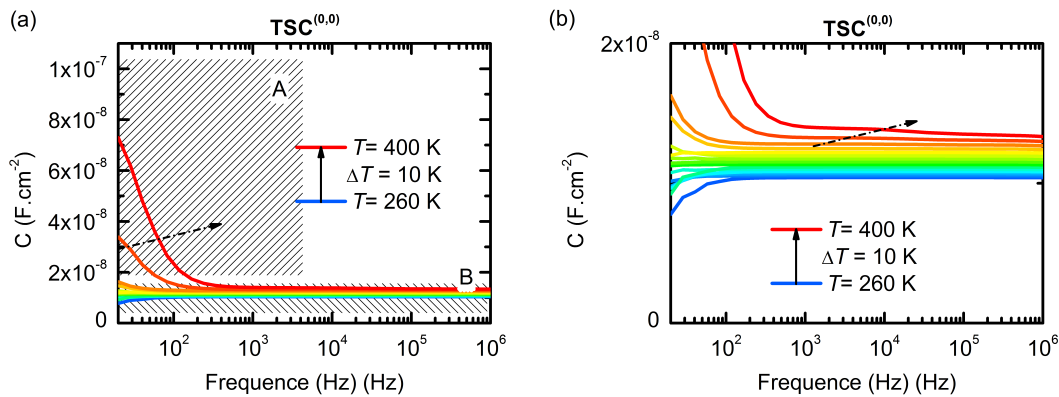 (a)
TSC(0,0)
1x10-7
8x10-8
6x10-8
4x10-8
2x10-8
0
C (F.cm-2)
A
B
T= 400 K
ΔT = 10 K
T= 260 K
102 103 104 105 106
Frequence (Hz) (Hz)
(b)
TSC(0,0)
2x10-8
0
C (F.cm-2)
T= 400 K
ΔT = 10 K
T= 260 K
102 103 104 105 106
Frequence (Hz) (Hz)